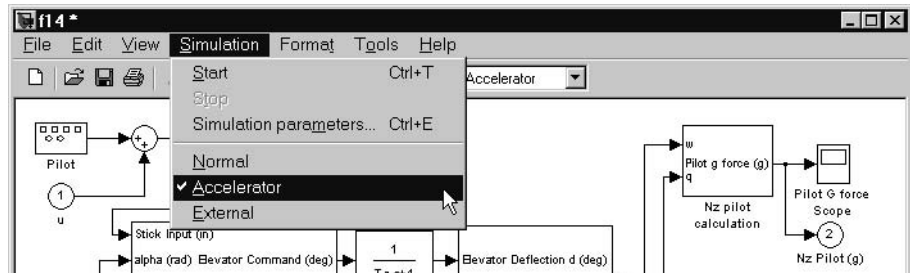 f14 *
File Edit View Simulation Format Tools Help
Start Ctrl+T
Accelerator
Stop
Simulation parameters... Ctrl+E
Normal
Accelerator
External
Pilot
1
u
Stick Input (in)
alpha (rad) Elevator Command (deg)
1
Elevator Deflection d (deg)
w
Pilot g force (g)
q
Nz pilot
calculation
Pilot G force
Scope
2
Nz Pilot (g)